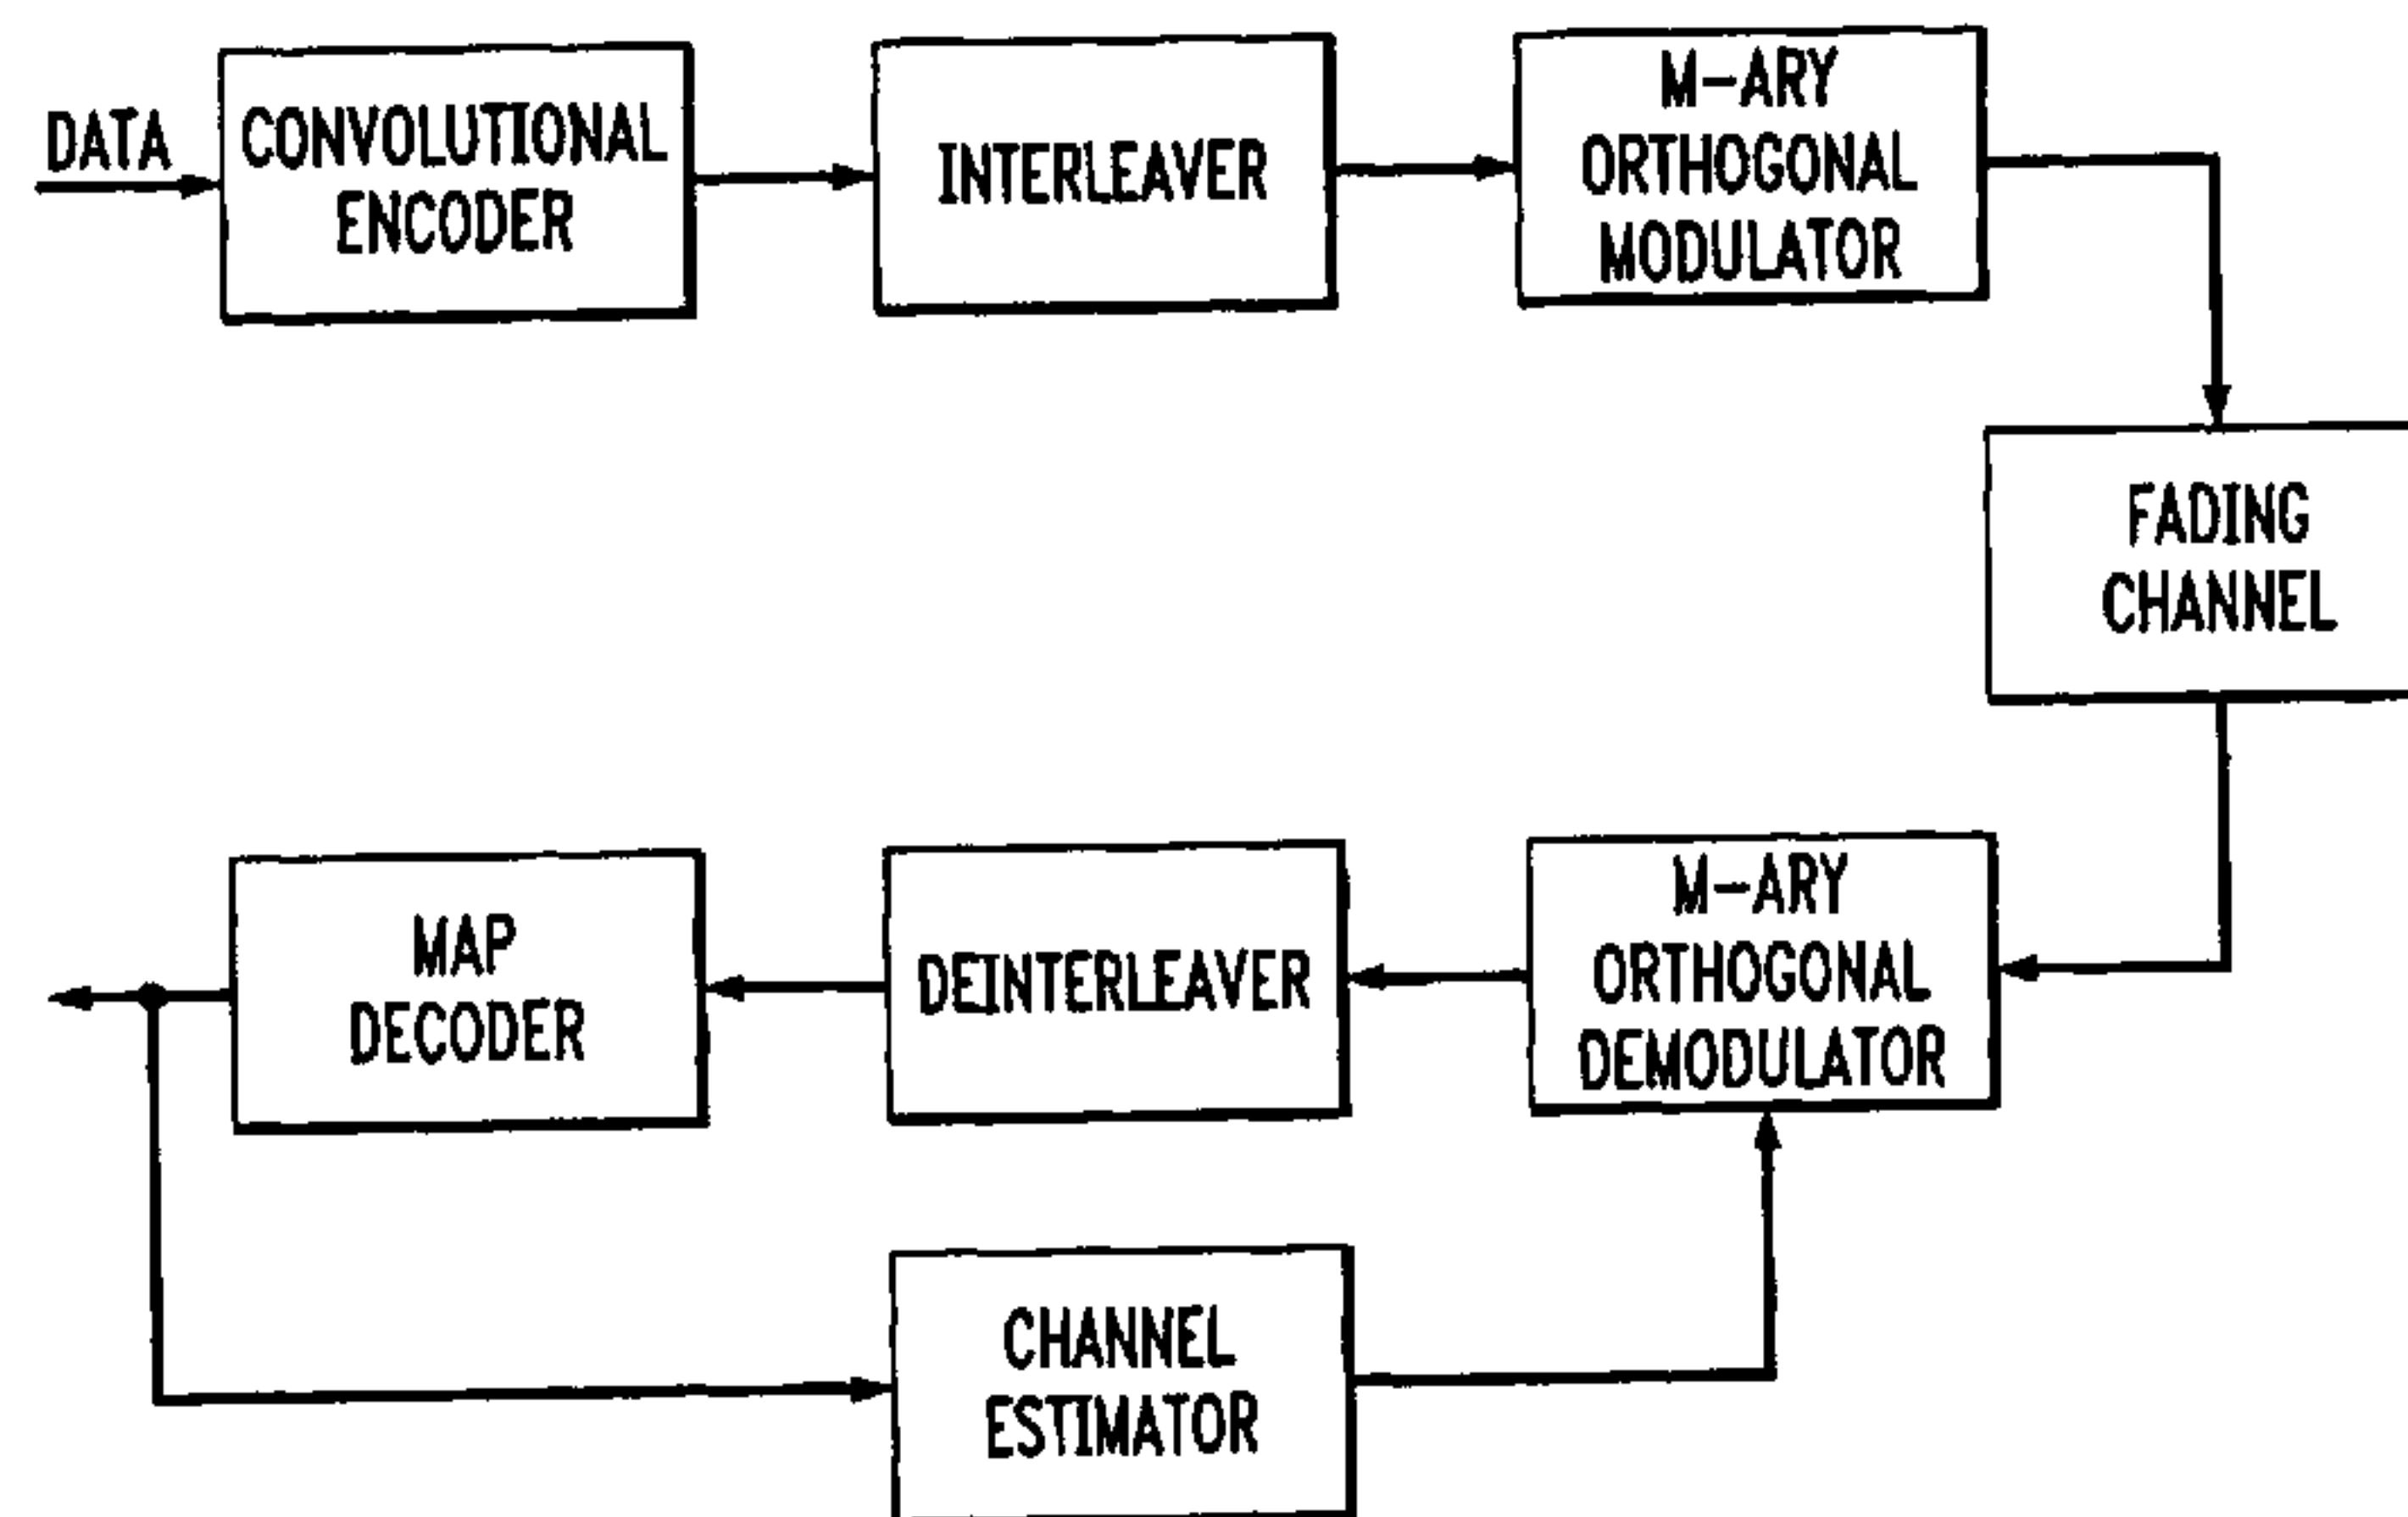 DATA
CONVOLUTIONAL
ENCODER
INTERLEAVER
M-ARY
ORTHOGONAL
MODULATOR
FADING
CHANNEL
MAP
DECODER
DEINTERLEAVER
M-ARY
ORTHOGONAL
DEMODULATOR
CHANNEL
ESTIMATOR